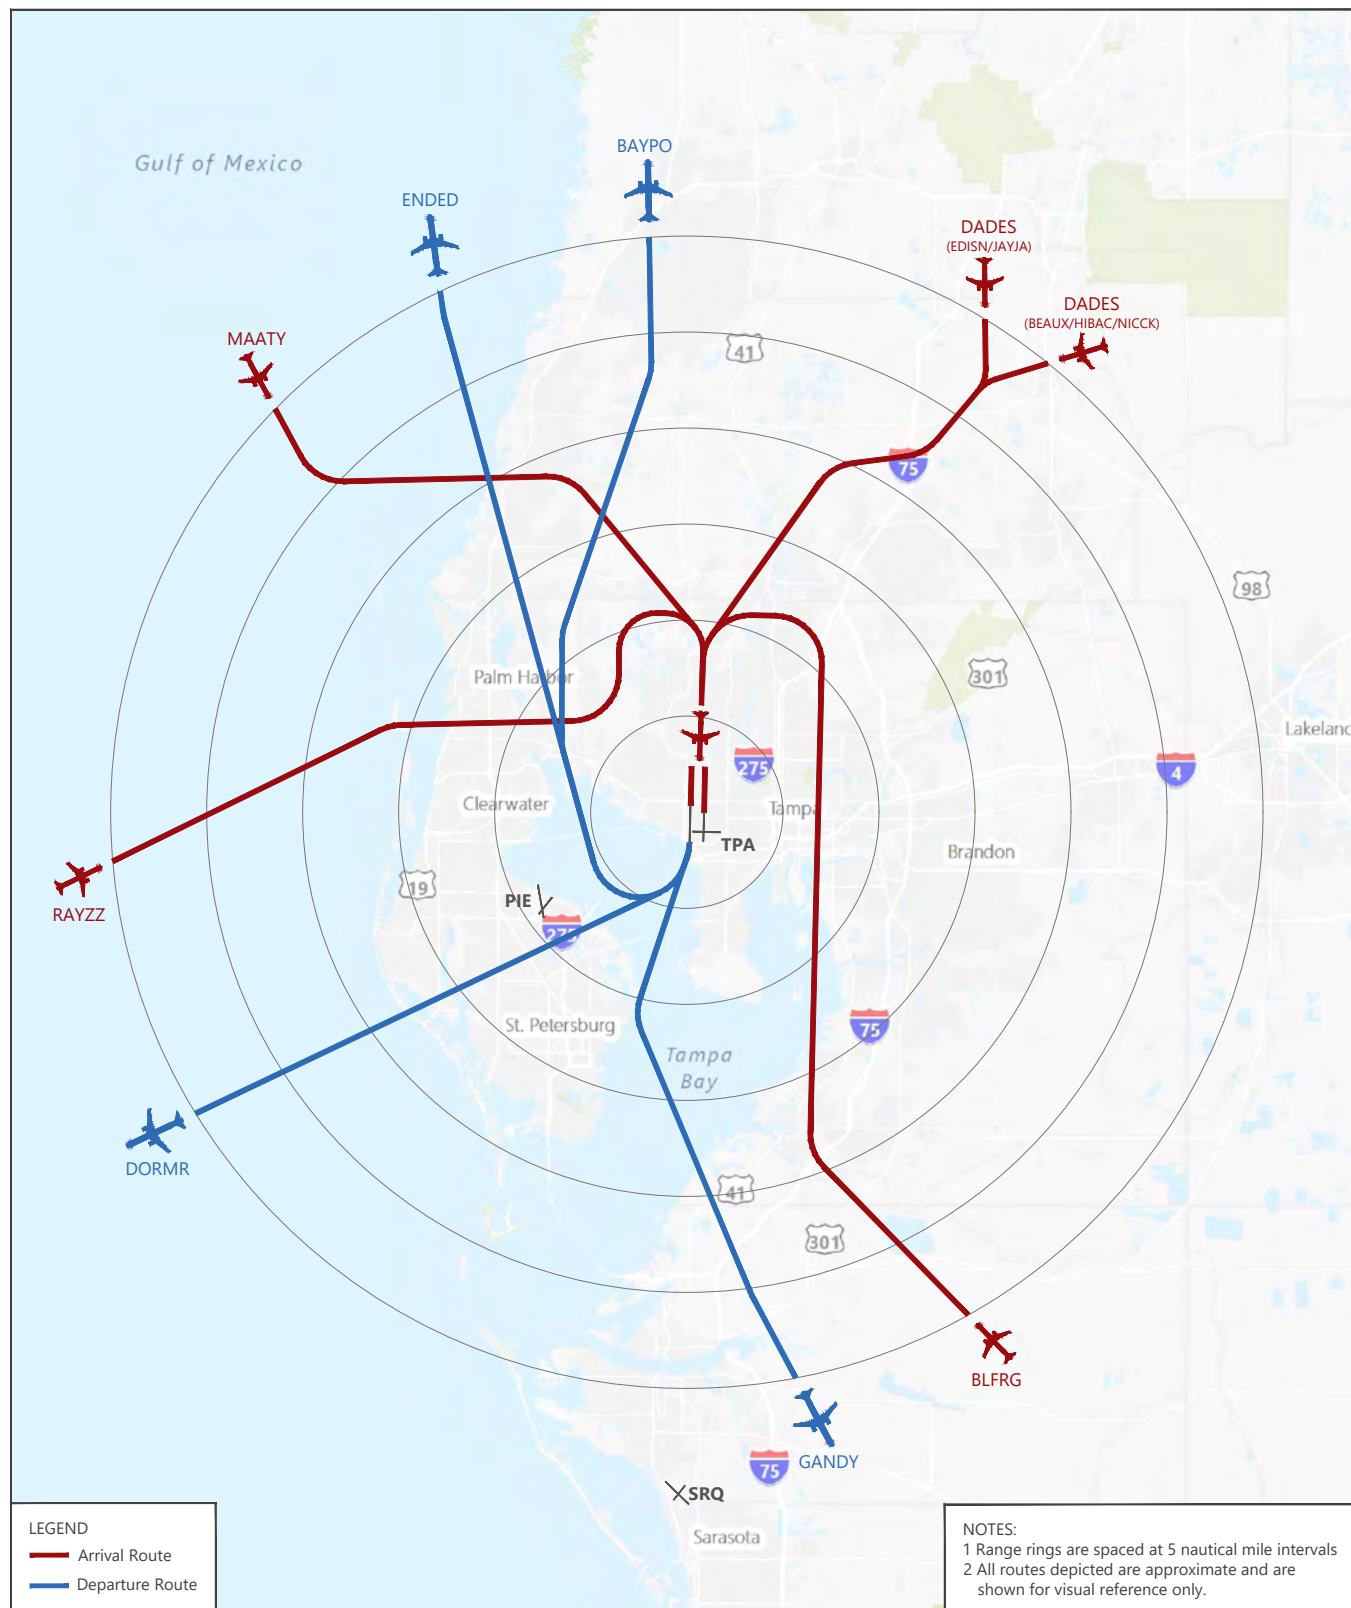 Gulf of Mexico
BAYPO
ENDED
DADES
(EDISN/JAYJA)
DADES
(BEAUX/HIBAC/NICCK)
MAATY
41
75
98
301
Palm Harbor
Lakeland
275
4
Clearwater
Tampa
TPA
Brandon
19
PIE
RAYZZ
275
St. Petersburg
75
Tampa
Bay
DORMR
41
301
BLFRG
GANDY
75
SRQ
Sarasota
LEGEND
Arrival Route
Departure Route
NOTES:
1 Range rings are spaced at 5 nautical mile intervals
2 All routes depicted are approximate and are
shown for visual reference only.